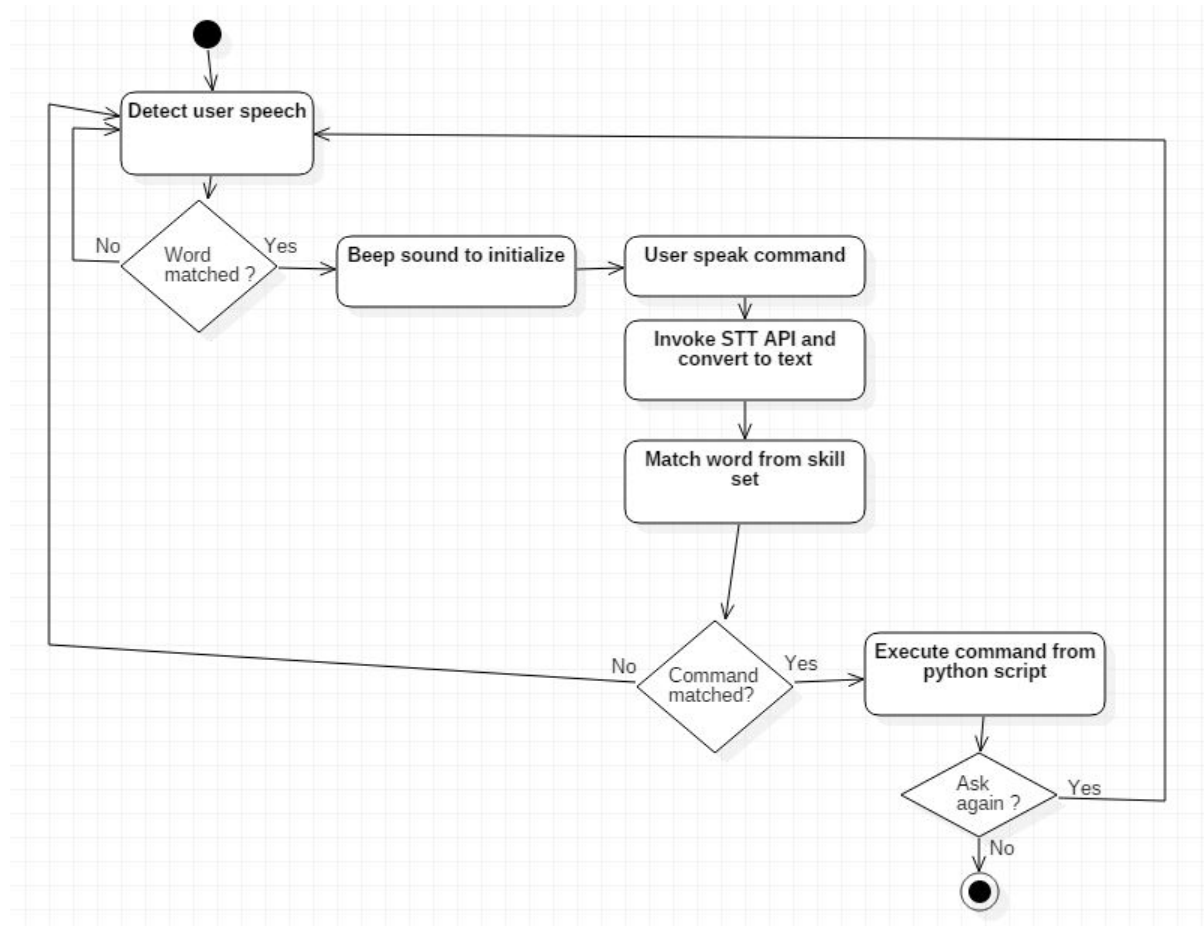 Detect user speech
No
Word
matched ?
Yes
Beep sound to initialize
User speak command
Invoke STT API and
convert to text
Match word from skill
set
No
Command
matched?
Yes
Execute command from
python script
Ask
again ?
Yes
No